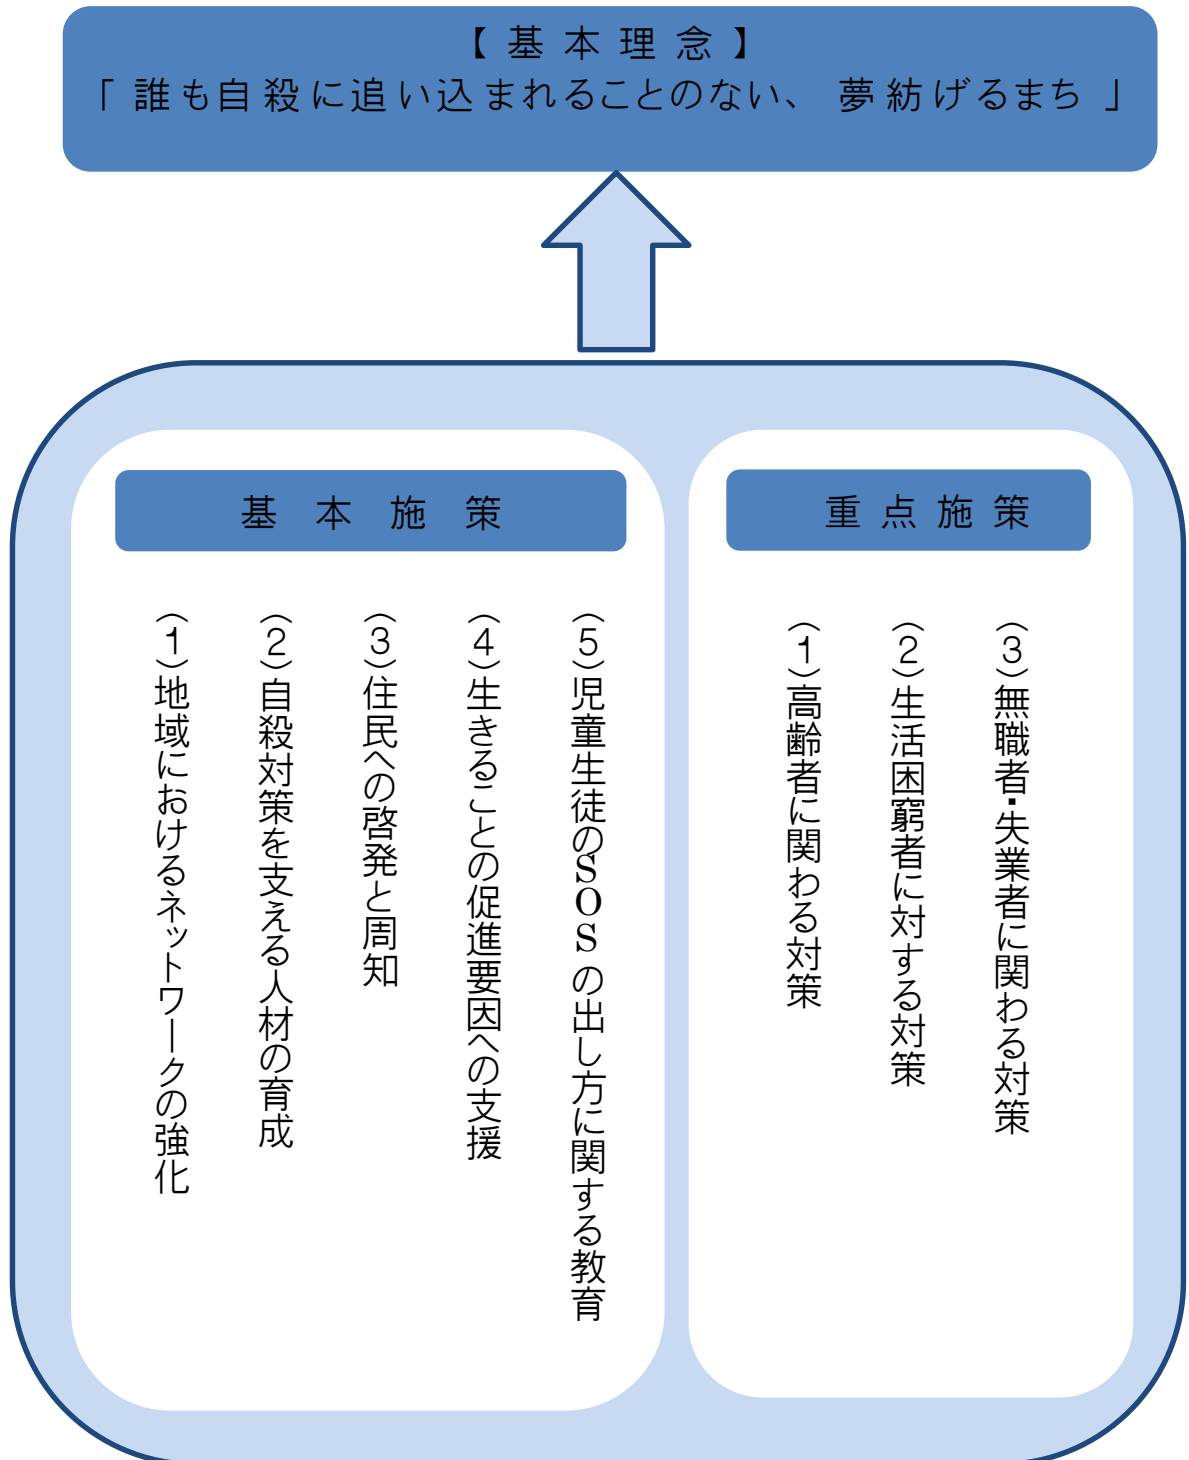 【基本理念】
「誰も自殺に追い込まれることのない、夢紡げるまち」
基本施策
(1)地域におけるネットワークの強化
(2)自殺対策を支える人材の育成
(3)住民への啓発と周知
(4)生きることの促進要因への支援
(5)児童生徒のSOSの出し方に関する教育
重点施策
(1)高齢者に関わる対策
(2)生活困窮者に対する対策
(3)無職者・失業者に関わる対策